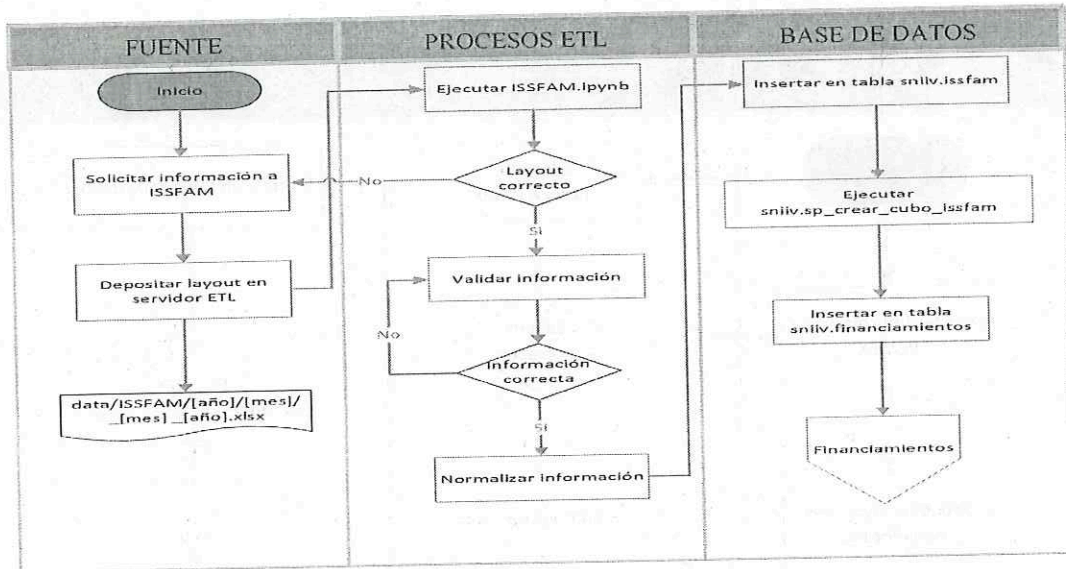 FUENTE
PROCESOS ETL
BASE DE DATOS
Inicio
Solicitar información a
ISSFAM
Depositar layout en
servidor ETL
data/ISSFAM/[año]/[mes]/
_[mes]_[año].xlsx
Ejecutar ISSFAM.ipynb
Layout
correcto
No
Sí
Validar información
No
Información
correcta
Sí
Normalizar información
Insertar en tabla sniiv.issfam
Ejecutar
sniiv.sp_crear_cubo_issfam
Insertar en tabla
sniiv.financiamientos
Financiamientos